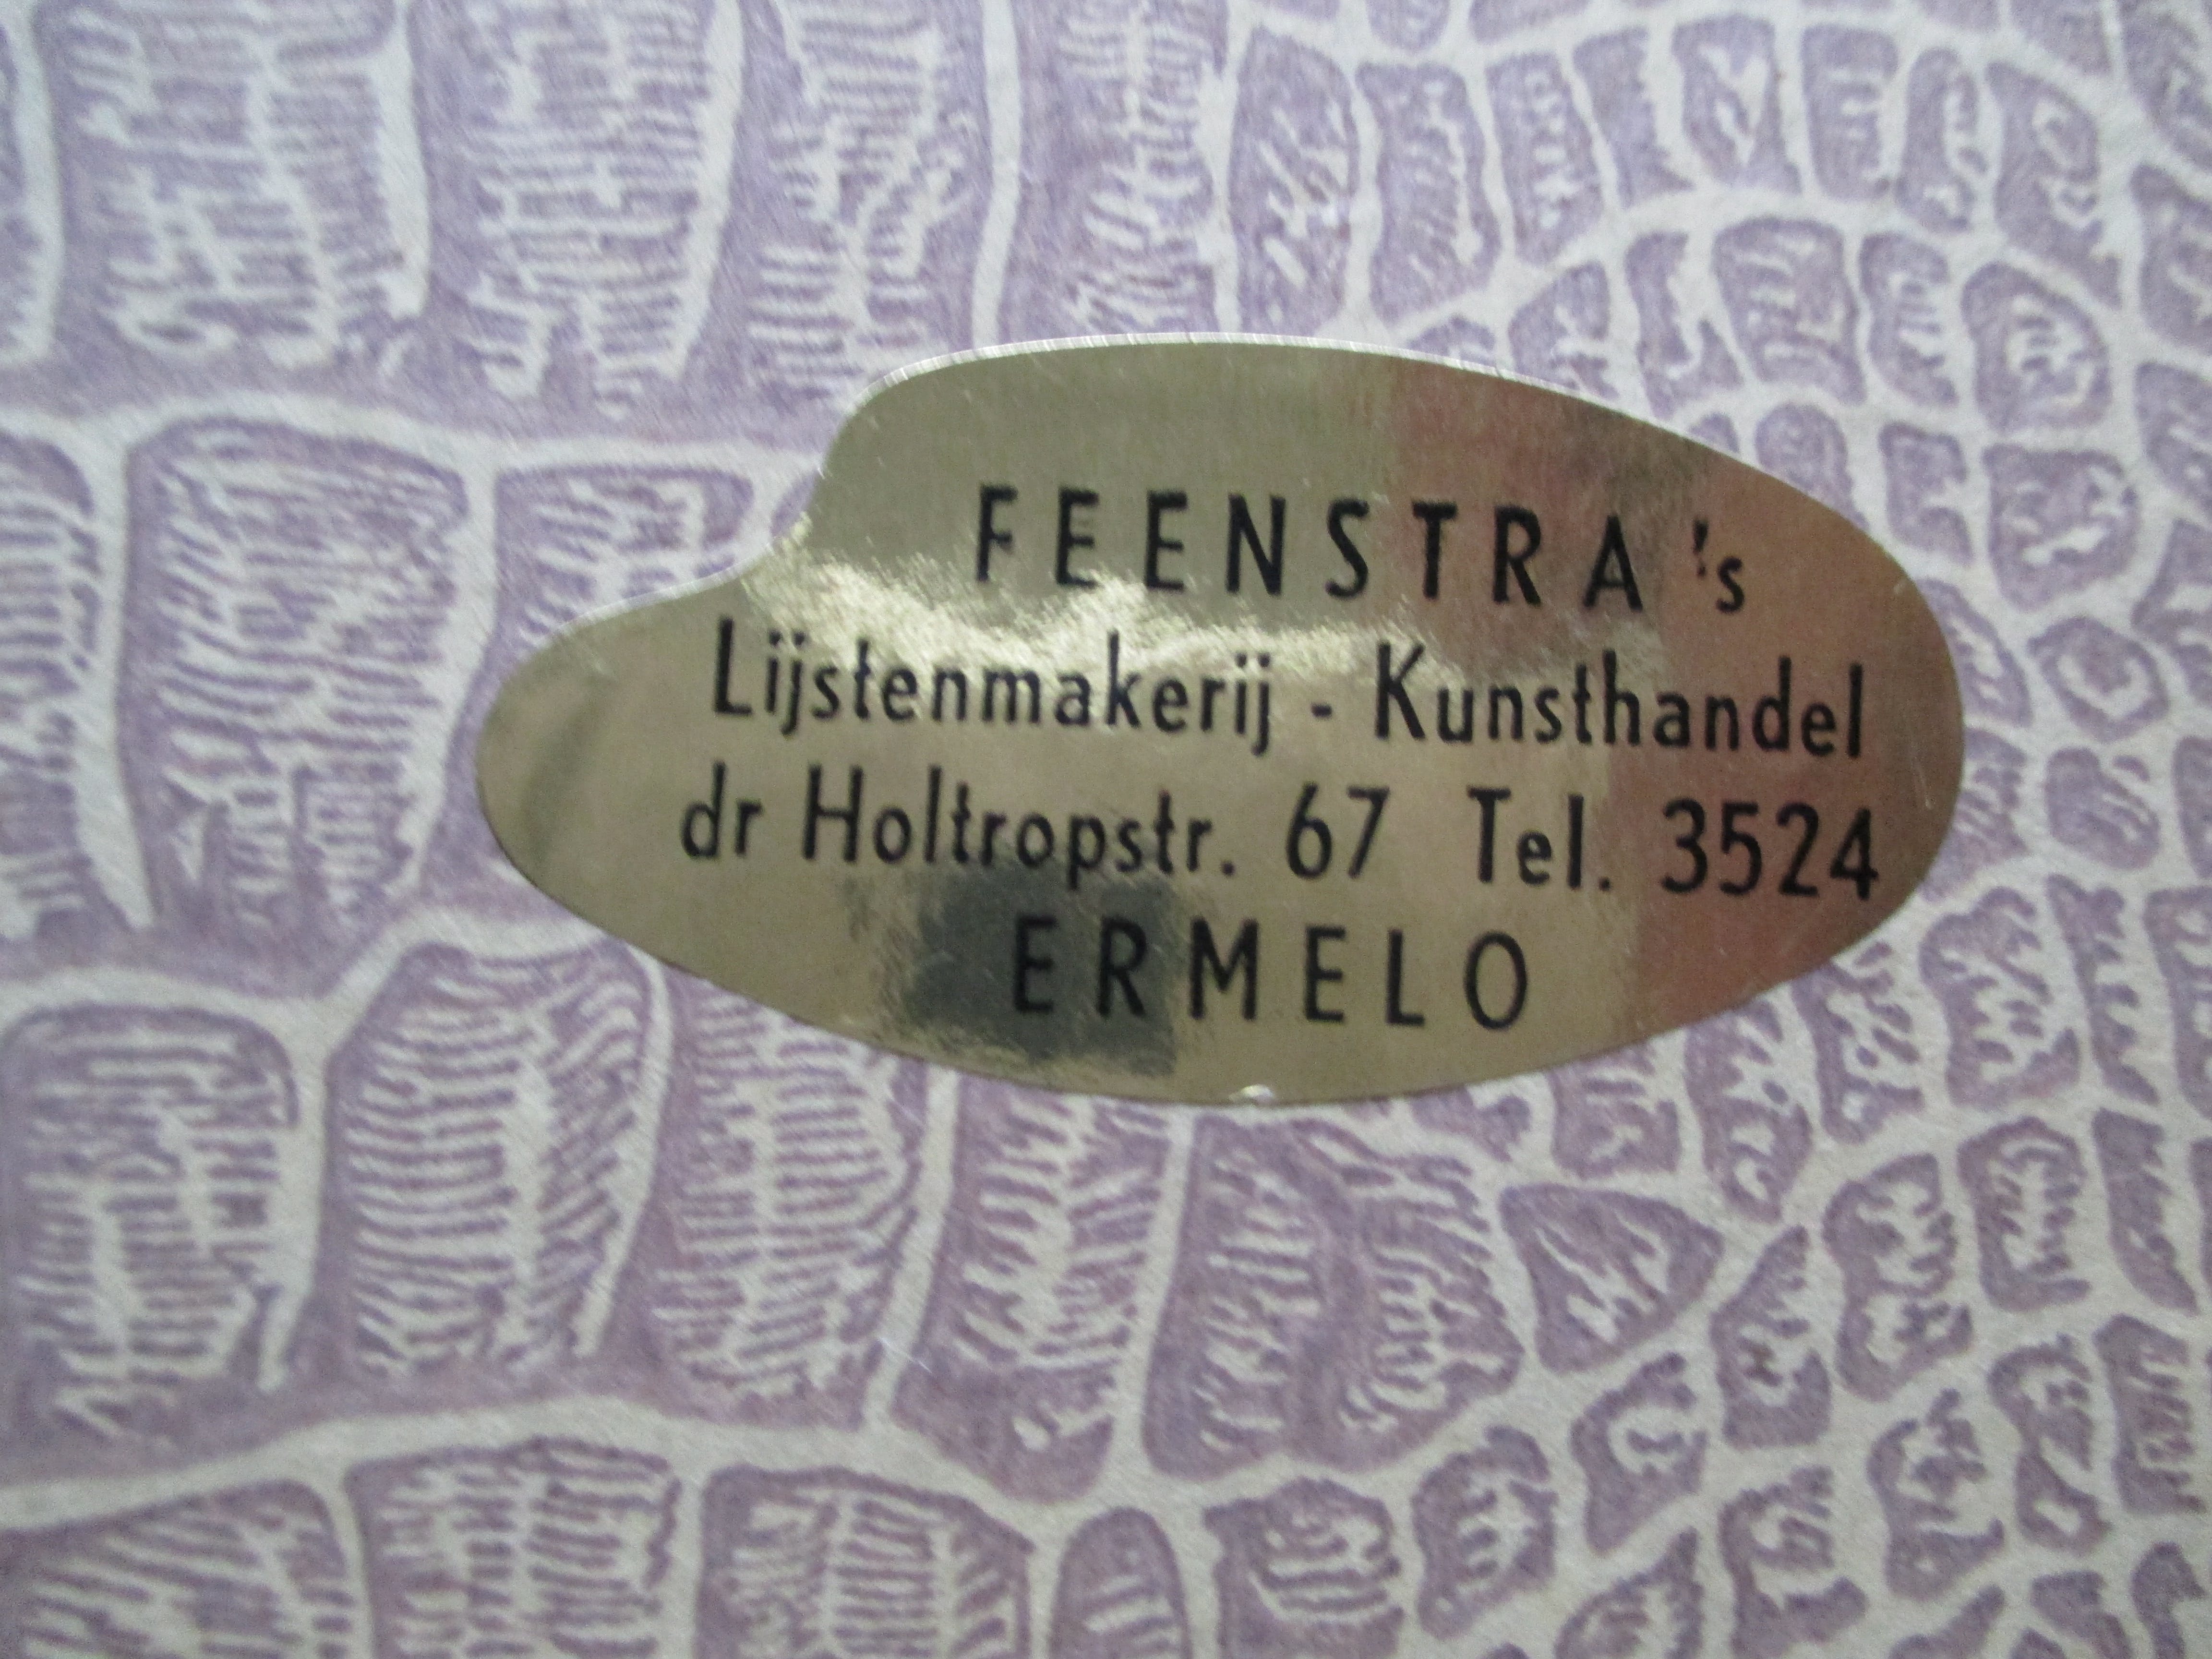 FEENSTRA's
Lijstenmakerij - Kunsthandel
dr Holtropstr. 67 Tel. 3524
ERMELO